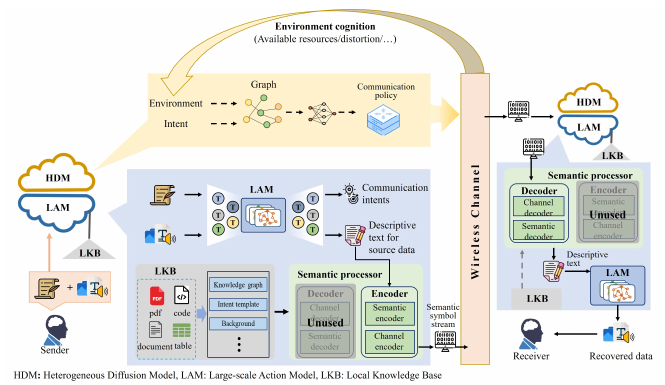 Environment cognition
(Available resources/distortion/…)
Graph
Environment
Intent
Communication
policy
HDM
LAM
LKB
Sender
LAM
T
T
T
T
T
T
T
T
T
T
Communication
intents
Descriptive
text for
source data
LKB
pdf
code
document
table
Knowledge graph
Intent template
Background
Semantic processor
Decoder
Channel
decoder
Semantic
decoder
Unused
Encoder
Semantic
encoder
Channel
encoder
Semantic
symbol
stream
Wireless Channel
HDM
LAM
LKB
Semantic processor
Decoder
Channel
decoder
Semantic
decoder
Encoder
Semantic
encoder
Channel
encoder
Unused
Descriptive
text
LKB
LAM
Receiver
Recovered data
HDM: Heterogeneous Diffusion Model, LAM: Large-scale Action Model, LKB: Local Knowledge Base